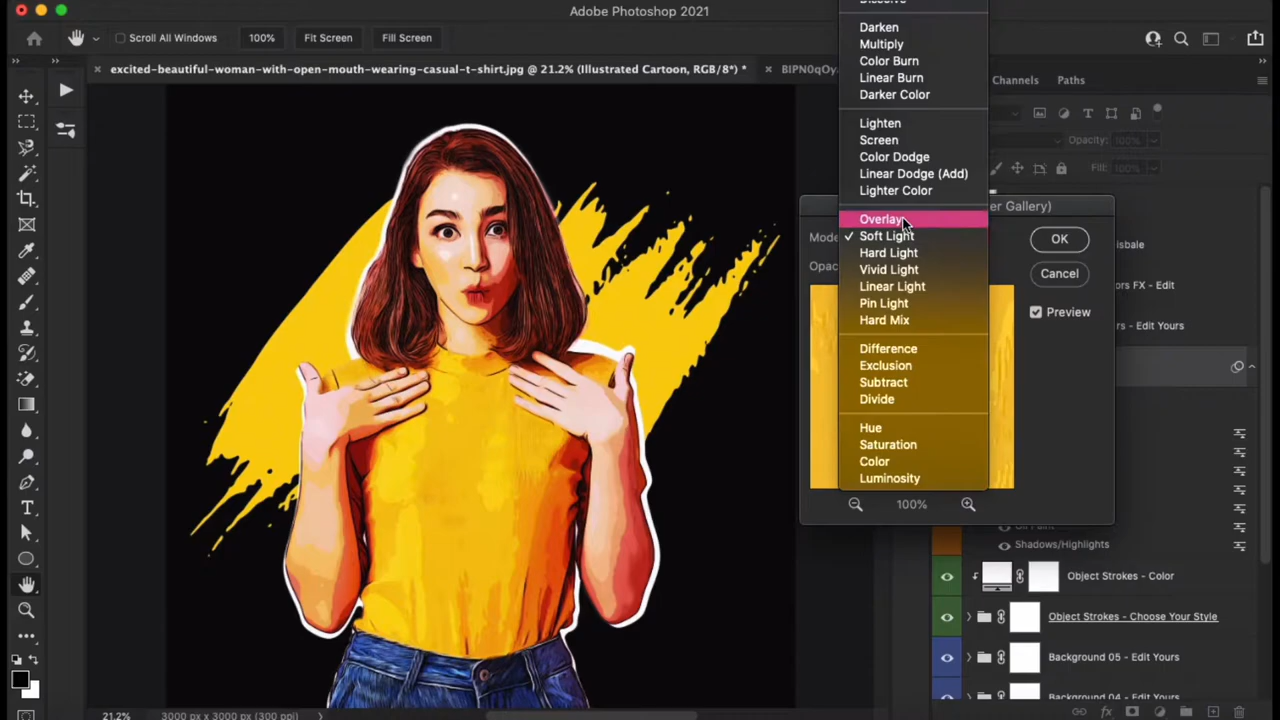 Adobe Photoshop 2021
Scroll All Windows
100%
Fit Screen
Fill Screen
excited-beautiful-woman-with-open-mouth-wearing-casual-t-shirt.jpg @ 21.2% (Illustrated Cartoon, RGB/8*) *
BIPN0qOy
Channels
Paths
Opacity:
100%
Fill:
100%
Darken
Multiply
Color Burn
Linear Burn
Darker Color
Lighten
Screen
Color Dodge
Linear Dodge (Add)
Lighter Color
Overlay
Soft Light
Hard Light
Vivid Light
Linear Light
Pin Light
Hard Mix
Difference
Exclusion
Subtract
Divide
Hue
Saturation
Color
Luminosity
er Gallery)
Mode
Opac
OK
Cancel
Preview
100%
isbale
ors FX - Edit
s - Edit Yours
Shadows/Highlights
Object Strokes - Color
Object Strokes - Choose Your Style
Background 05 - Edit Yours
Background 04 - Edit Yours
21.2%
3000 px x 3000 px (300 ppi)